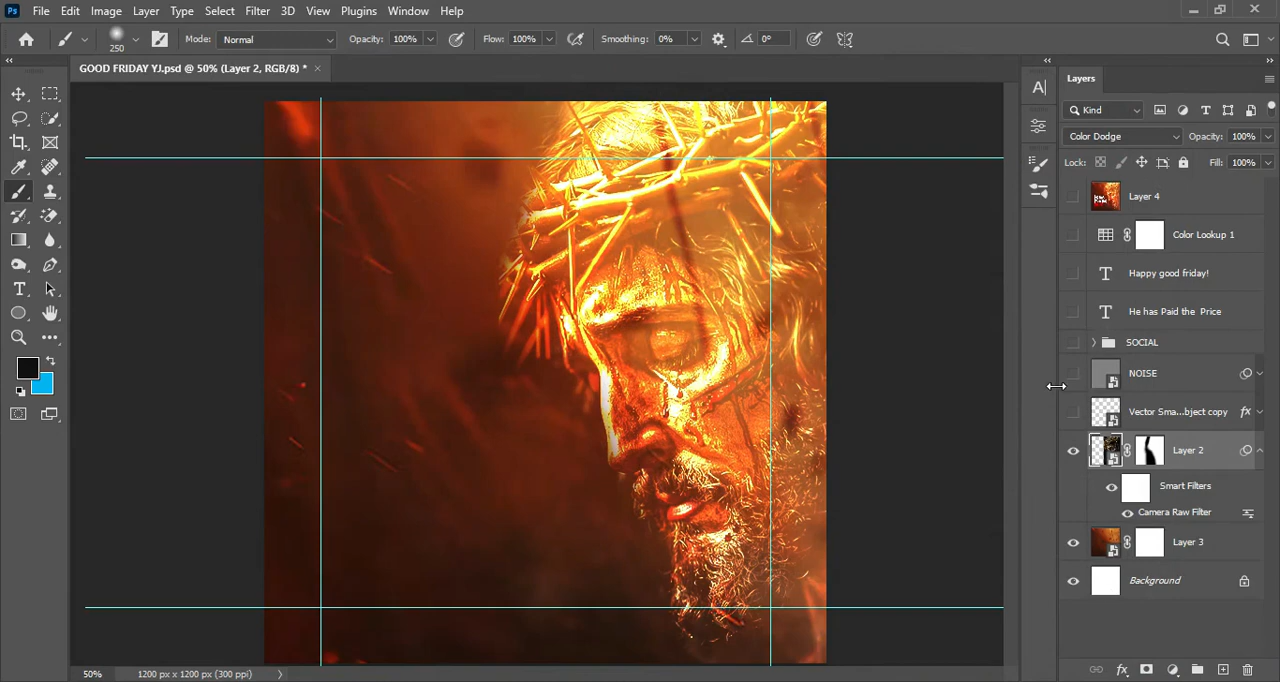 Ps File Edit Image Layer Type Select Filter 3D View Plugins Window Help
250 Mode: Normal Opacity: 100% Flow: 100% Smoothing: 0% 0°
GOOD FRIDAY YJ.psd @ 50% (Layer 2, RGB/8) *
Layers
Kind
Color Dodge Opacity: 100%
Lock: Fill: 100%
Layer 4
Color Lookup 1
Happy good friday!
He has Paid the Price
SOCIAL
NOISE
Vector Sma...bject copy fx
Layer 2
Smart Filters
Camera Raw Filter
Layer 3
Background
50% 1200 px x 1200 px (300 ppi)